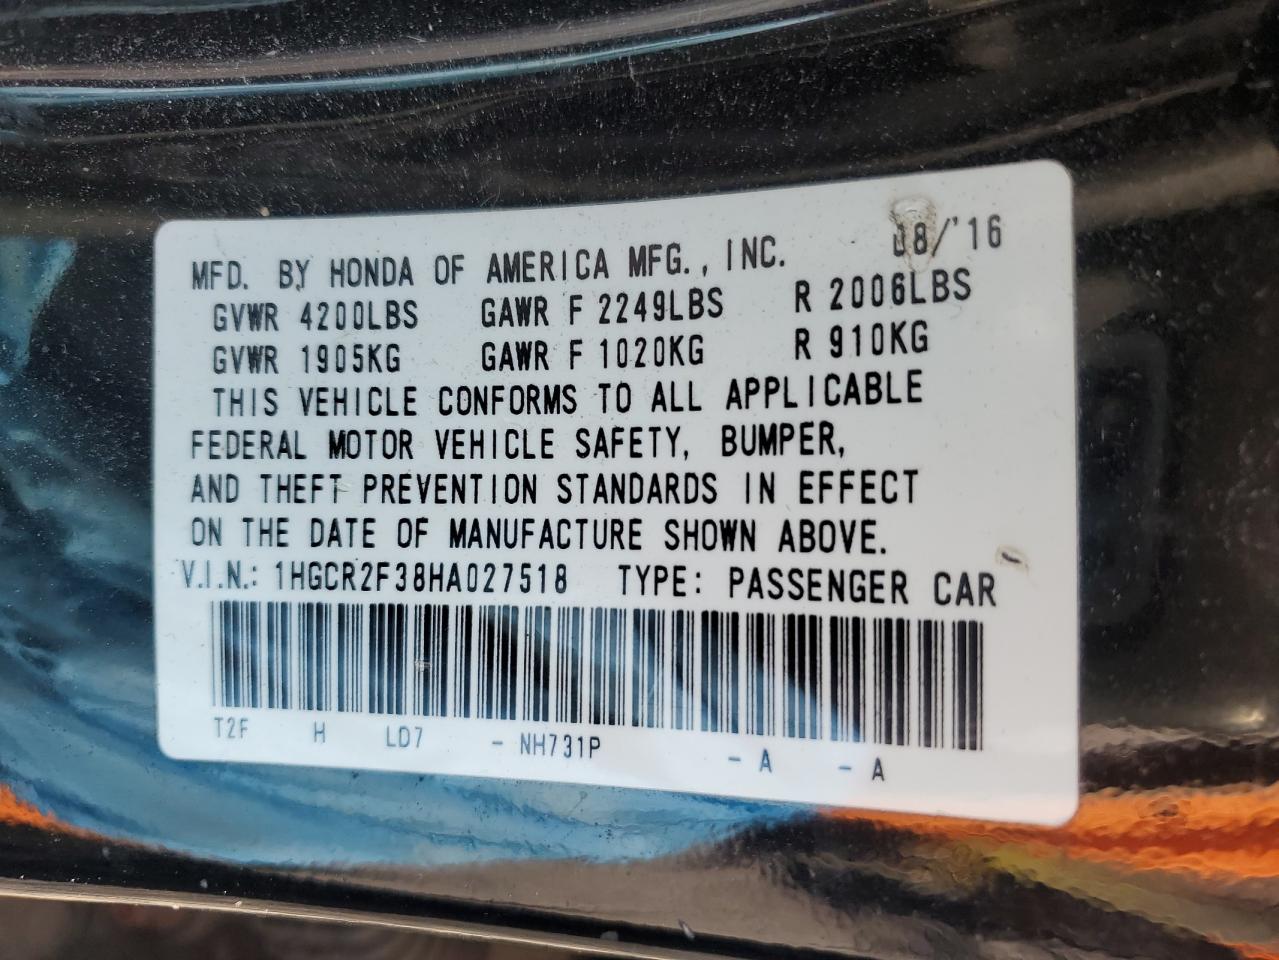 MFD. BY HONDA OF AMERICA MFG., INC. 08/'16
GVWR 4200LBS GAWR F 2249LBS R 2006LBS
GVWR 1905KG GAWR F 1020KG R 910KG
THIS VEHICLE CONFORMS TO ALL APPLICABLE
FEDERAL MOTOR VEHICLE SAFETY, BUMPER,
AND THEFT PREVENTION STANDARDS IN EFFECT
ON THE DATE OF MANUFACTURE SHOWN ABOVE.
V.I.N.: 1HGCR2F38HA027518 TYPE: PASSENGER CAR
T2F H LD7 - NH731P - A - A